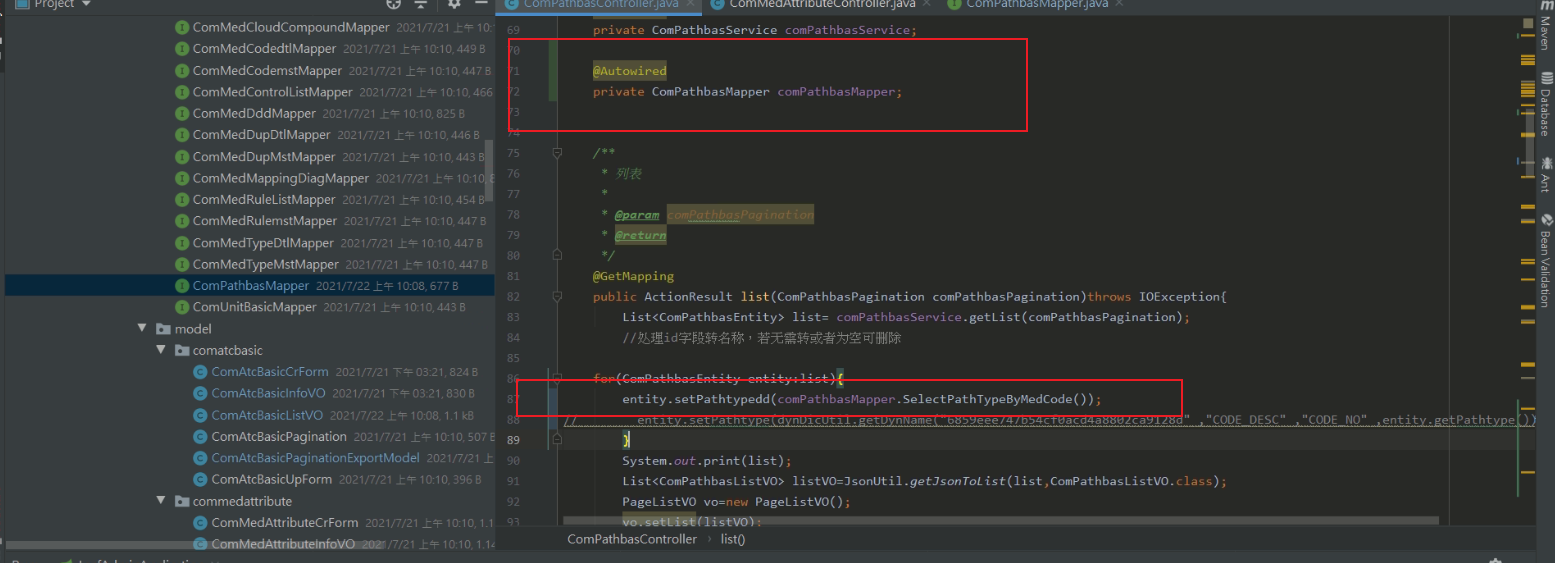 Project
ComPathbasController.java
ComMedAttributeController.java
ComPathbasMapper.java
ComMedCloudCompoundMapper 2021/7/21 上午 10:
ComMedCodedtlMapper 2021/7/21 上午 10:10, 449 B
ComMedCodemstMapper 2021/7/21 上午 10:10, 447 B
ComMedControlListMapper 2021/7/21 上午 10:10, 466
ComMedDddMapper 2021/7/21 上午 10:10, 825 B
ComMedDupDtlMapper 2021/7/21 上午 10:10, 446 B
ComMedDupMstMapper 2021/7/21 上午 10:10, 443 B
ComMedMappingDiagMapper 2021/7/21 上午 10:10,
ComMedRuleListMapper 2021/7/21 上午 10:10, 454 B
ComMedRulemstMapper 2021/7/21 上午 10:10, 447 B
ComMedTypeDtlMapper 2021/7/21 上午 10:10, 447 B
ComMedTypeMstMapper 2021/7/21 上午 10:10, 447 B
ComPathbasMapper 2021/7/22 上午 10:08, 677 B
ComUnitBasicMapper 2021/7/21 上午 10:10, 443 B
model
comatcbasic
ComAtcBasicCrForm 2021/7/21 下午 03:21, 824 B
ComAtcBasicInfoVO 2021/7/21 下午 03:21, 830 B
ComAtcBasicListVO 2021/7/22 上午 10:08, 1.1 kB
ComAtcBasicPagination 2021/7/21 上午 10:10, 507 B
ComAtcBasicPaginationExportModel 2021/7/21
ComAtcBasicUpForm 2021/7/21 上午 10:10, 396 B
commedattribute
ComMedAttributeCrForm 2021/7/21 上午 10:10, 1.1
ComMedAttributeInfoVO 2021/7/21 上午 10:10, 1.14
69 private ComPathbasService comPathbasService;
70
71 @Autowired
72 private ComPathbasMapper comPathbasMapper;
73
74
75 /**
76 * 列表
77 *
78 * @param comPathbasPagination
79 * @return
80 */
81 @GetMapping
82 public ActionResult list(ComPathbasPagination comPathbasPagination)throws IOException{
83 List<ComPathbasEntity> list= comPathbasService.getList(comPathbasPagination);
84 //处理id字段转名称，若无需转或者为空可删除
85
86 for(ComPathbasEntity entity:list){
87 entity.setPathtypedd(comPathbasMapper.SelectPathTypeByMedCode());
88 // entity.setPathtype(dynDicUtil.getDynName("6859eee747b54cf0acd4a8802ca9128d" ,"CODE_DESC" ,"CODE_NO" ,entity.getPathtype())
89 }
90 System.out.print(list);
91 List<ComPathbasListVO> listVO=JsonUtil.getJsonToList(list,ComPathbasListVO.class);
92 PageListVO vo=new PageListVO();
93 vo.setList(listVO);
ComPathbasController › list()
Maven
Database
Ant
Bean Validation